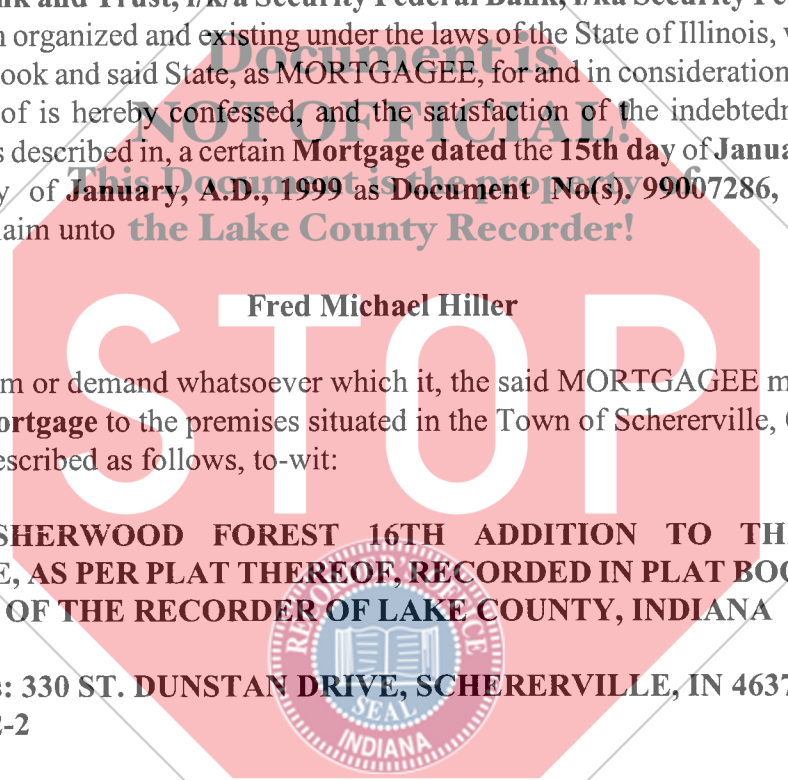 nk and Trust, f/k/a Security Federal Bank, f/ka Security Fe
n organized and existing under the laws of the State of Illinois,
Document is
ook and said State, as MORTGAGEE, for and in consideration
of is hereby confessed, and the satisfaction of the indebtedn
NOT OFFICIAL!
s described in, a certain Mortgage dated the 15th day of Janua
y of January, A.D., 1999 as Document No(s). 99007286,
This Document is the property of
laim unto
the Lake County Recorder!
Fred Michael Hiller
STOP
m or demand whatsoever which it, the said MORTGAGEE m
ortgage to the premises situated in the Town of Schererville,
escribed as follows, to-wit:
SHERWOOD FOREST 16TH ADDITION TO TH
E, AS PER PLAT THEREOF, RECORDED IN PLAT BOO
OF THE RECORDER OF LAKE COUNTY, INDIANA
s: 330 ST. DUNSTAN DRIVE, SCHERERVILLE, IN 4637
2-2
SEAL
INDIANA